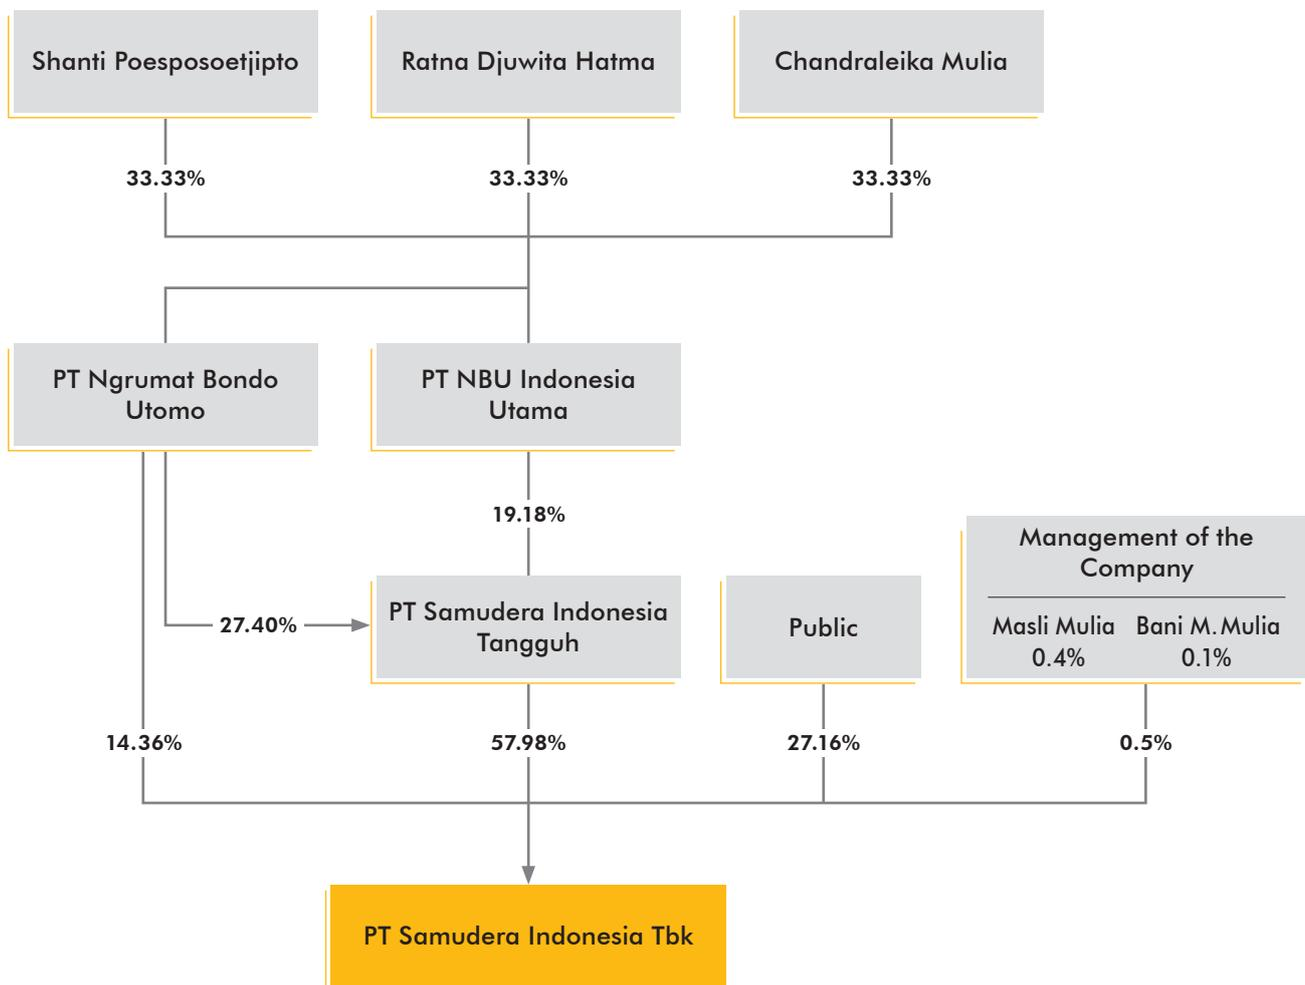 Shanti Poesposoetjipto
Ratna Djuwita Hatma
Chandraleika Mulia
33.33%
33.33%
33.33%
PT Ngrumat Bondo
Utomo
PT NBU Indonesia
Utama
19.18%
Management of the
Company
Masli Mulia
0.4%
Bani M. Mulia
0.1%
27.40%
PT Samudera Indonesia
Tangguh
Public
14.36%
57.98%
27.16%
0.5%
PT Samudera Indonesia Tbk